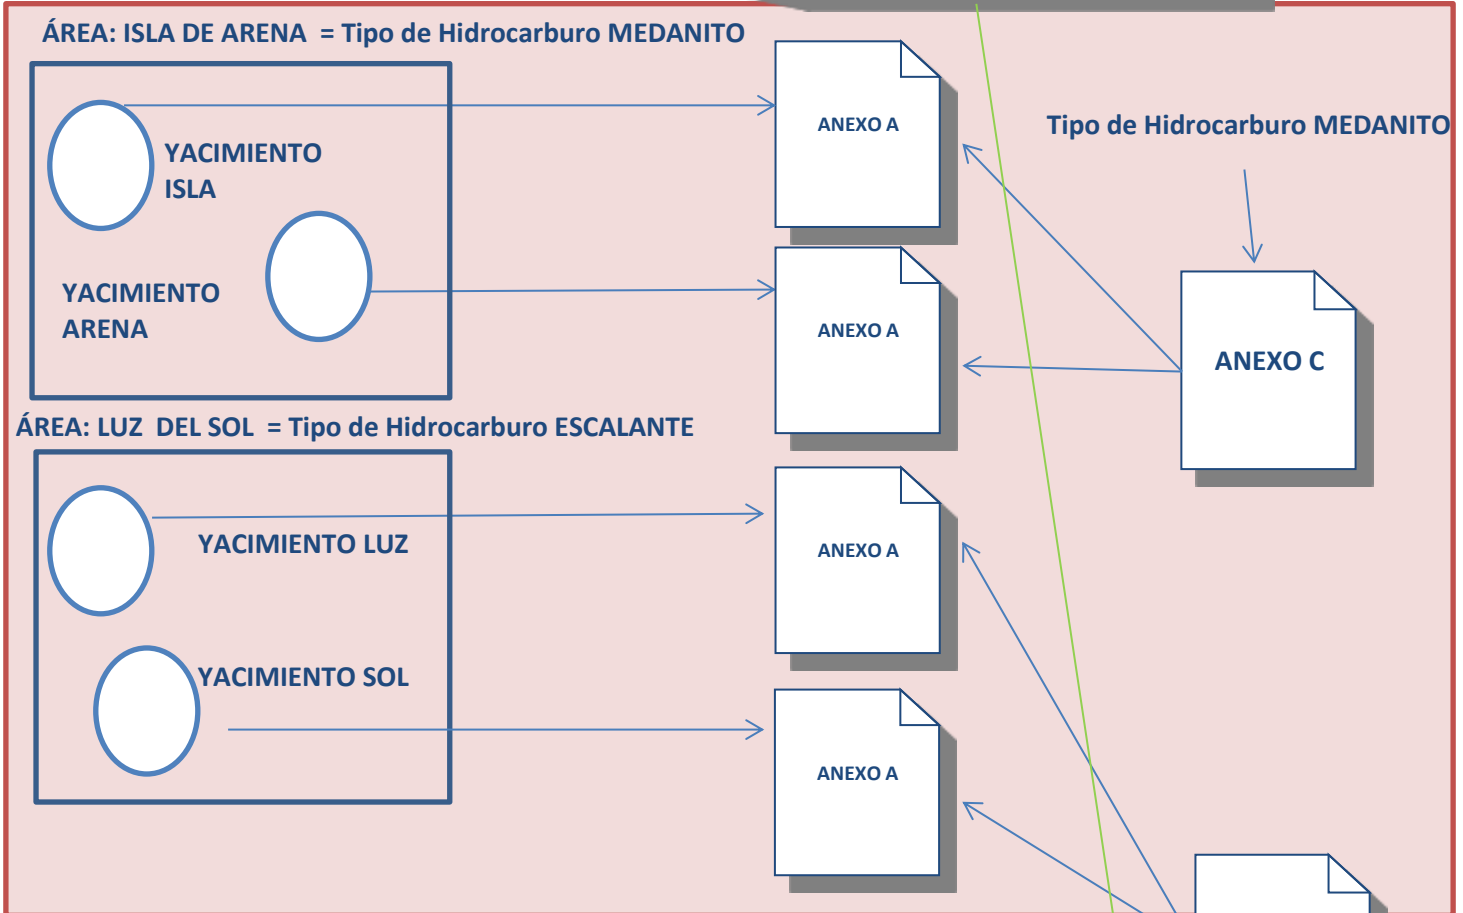 ÁREA: ISLA DE ARENA = Tipo de Hidrocarburo MEDANITO
ANEXO A
Tipo de Hidrocarburo MEDANITO
YACIMIENTO
ISLA
YACIMIENTO
ARENA
ANEXO A
ANEXO C
ÁREA: LUZ DEL SOL = Tipo de Hidrocarburo ESCALANTE
YACIMIENTO LUZ
ANEXO A
YACIMIENTO SOL
ANEXO A